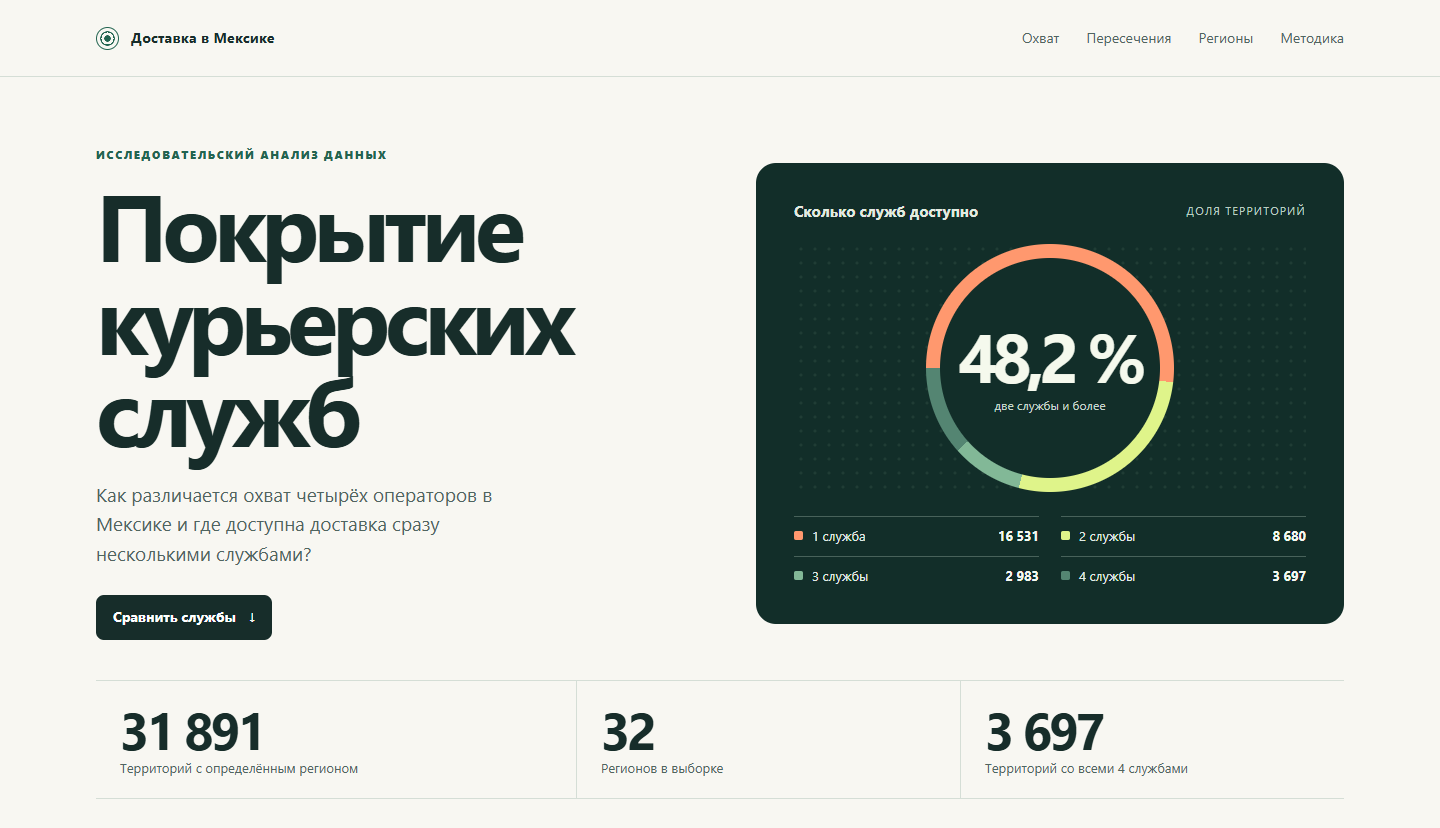 Доставка в Мексике
Охват Пересечения Регионы Методика
ИССЛЕДОВАТЕЛЬСКИЙ АНАЛИЗ ДАННЫХ
Покрытие
курьерских
служб
Как различается охват четырёх операторов в
Мексике и где доступна доставка сразу
несколькими службами?
Сравнить службы ↓
Сколько служб доступно
ДОЛЯ ТЕРРИТОРИЙ
48,2 %
две службы и более
1 служба 16 531
2 службы 8 680
3 службы 2 983
4 службы 3 697
31 891
Территорий с определённым регионом
32
Регионов в выборке
3 697
Территорий со всеми 4 службами